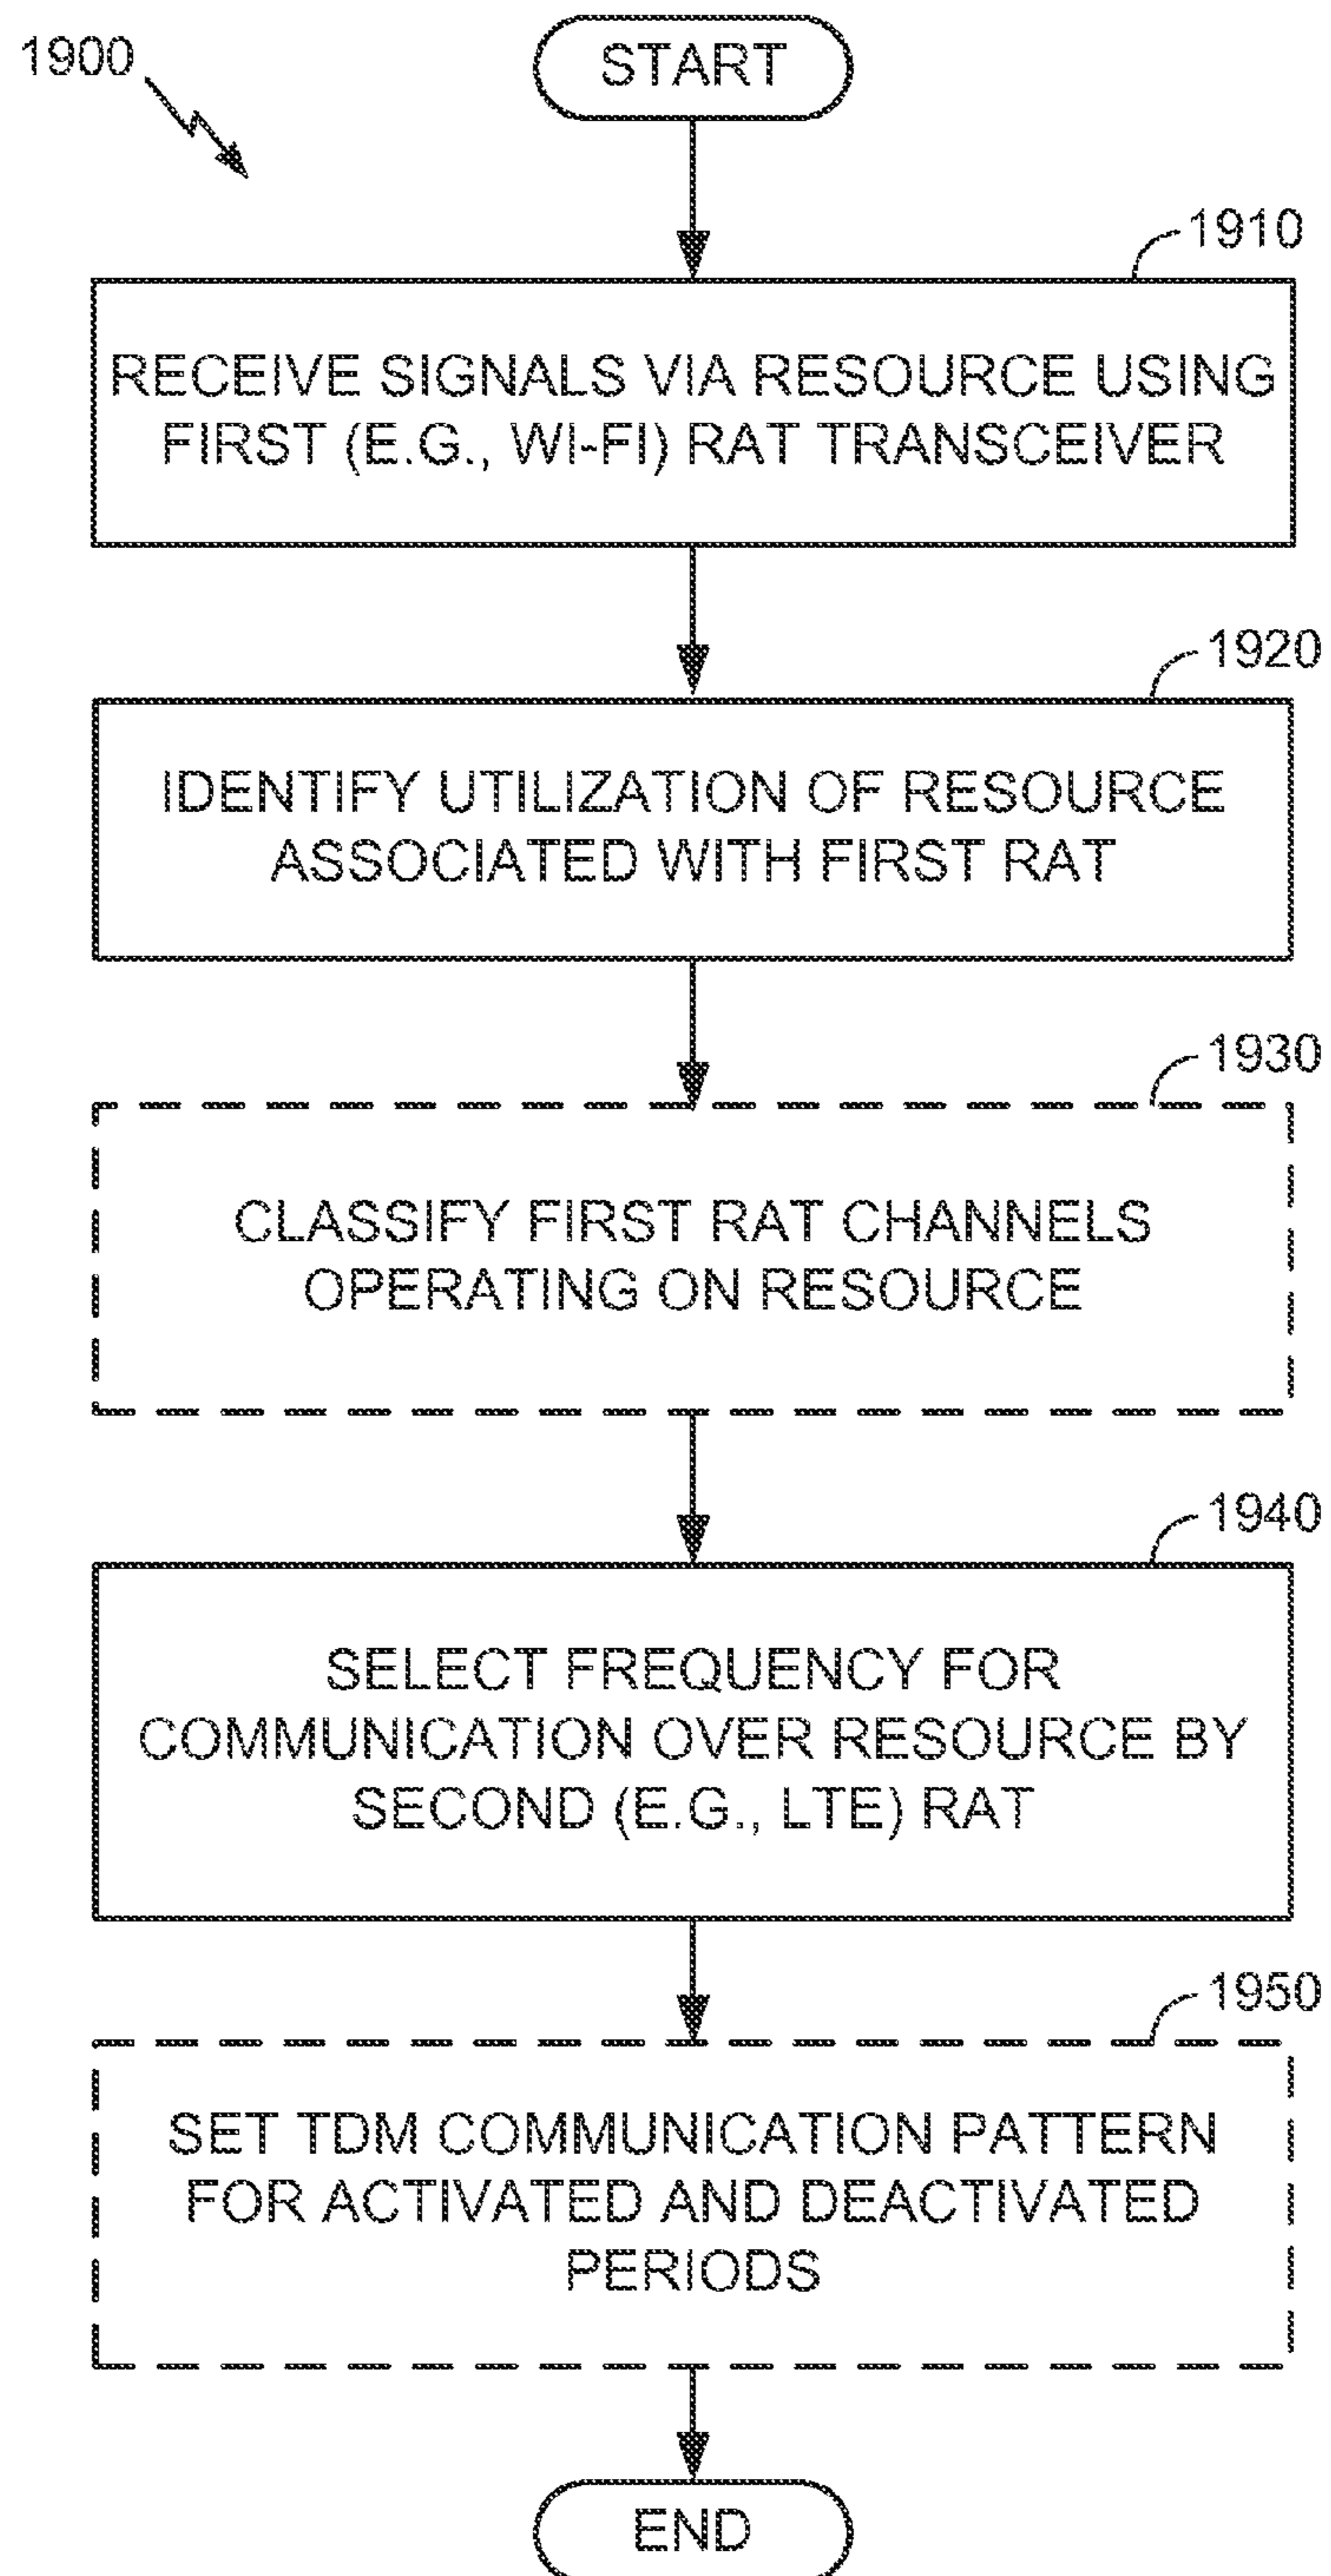 1900
START
1910
RECEIVE SIGNALS VIA RESOURCE USING
FIRST (E.G., WI-FI) RAT TRANSCEIVER
1920
IDENTIFY UTILIZATION OF RESOURCE
ASSOCIATED WITH FIRST RAT
1930
CLASSIFY FIRST RAT CHANNELS
OPERATING ON RESOURCE
1940
SELECT FREQUENCY FOR
COMMUNICATION OVER RESOURCE BY
SECOND (E.G., LTE) RAT
1950
SET TDM COMMUNICATION PATTERN
FOR ACTIVATED AND DEACTIVATED
PERIODS
END